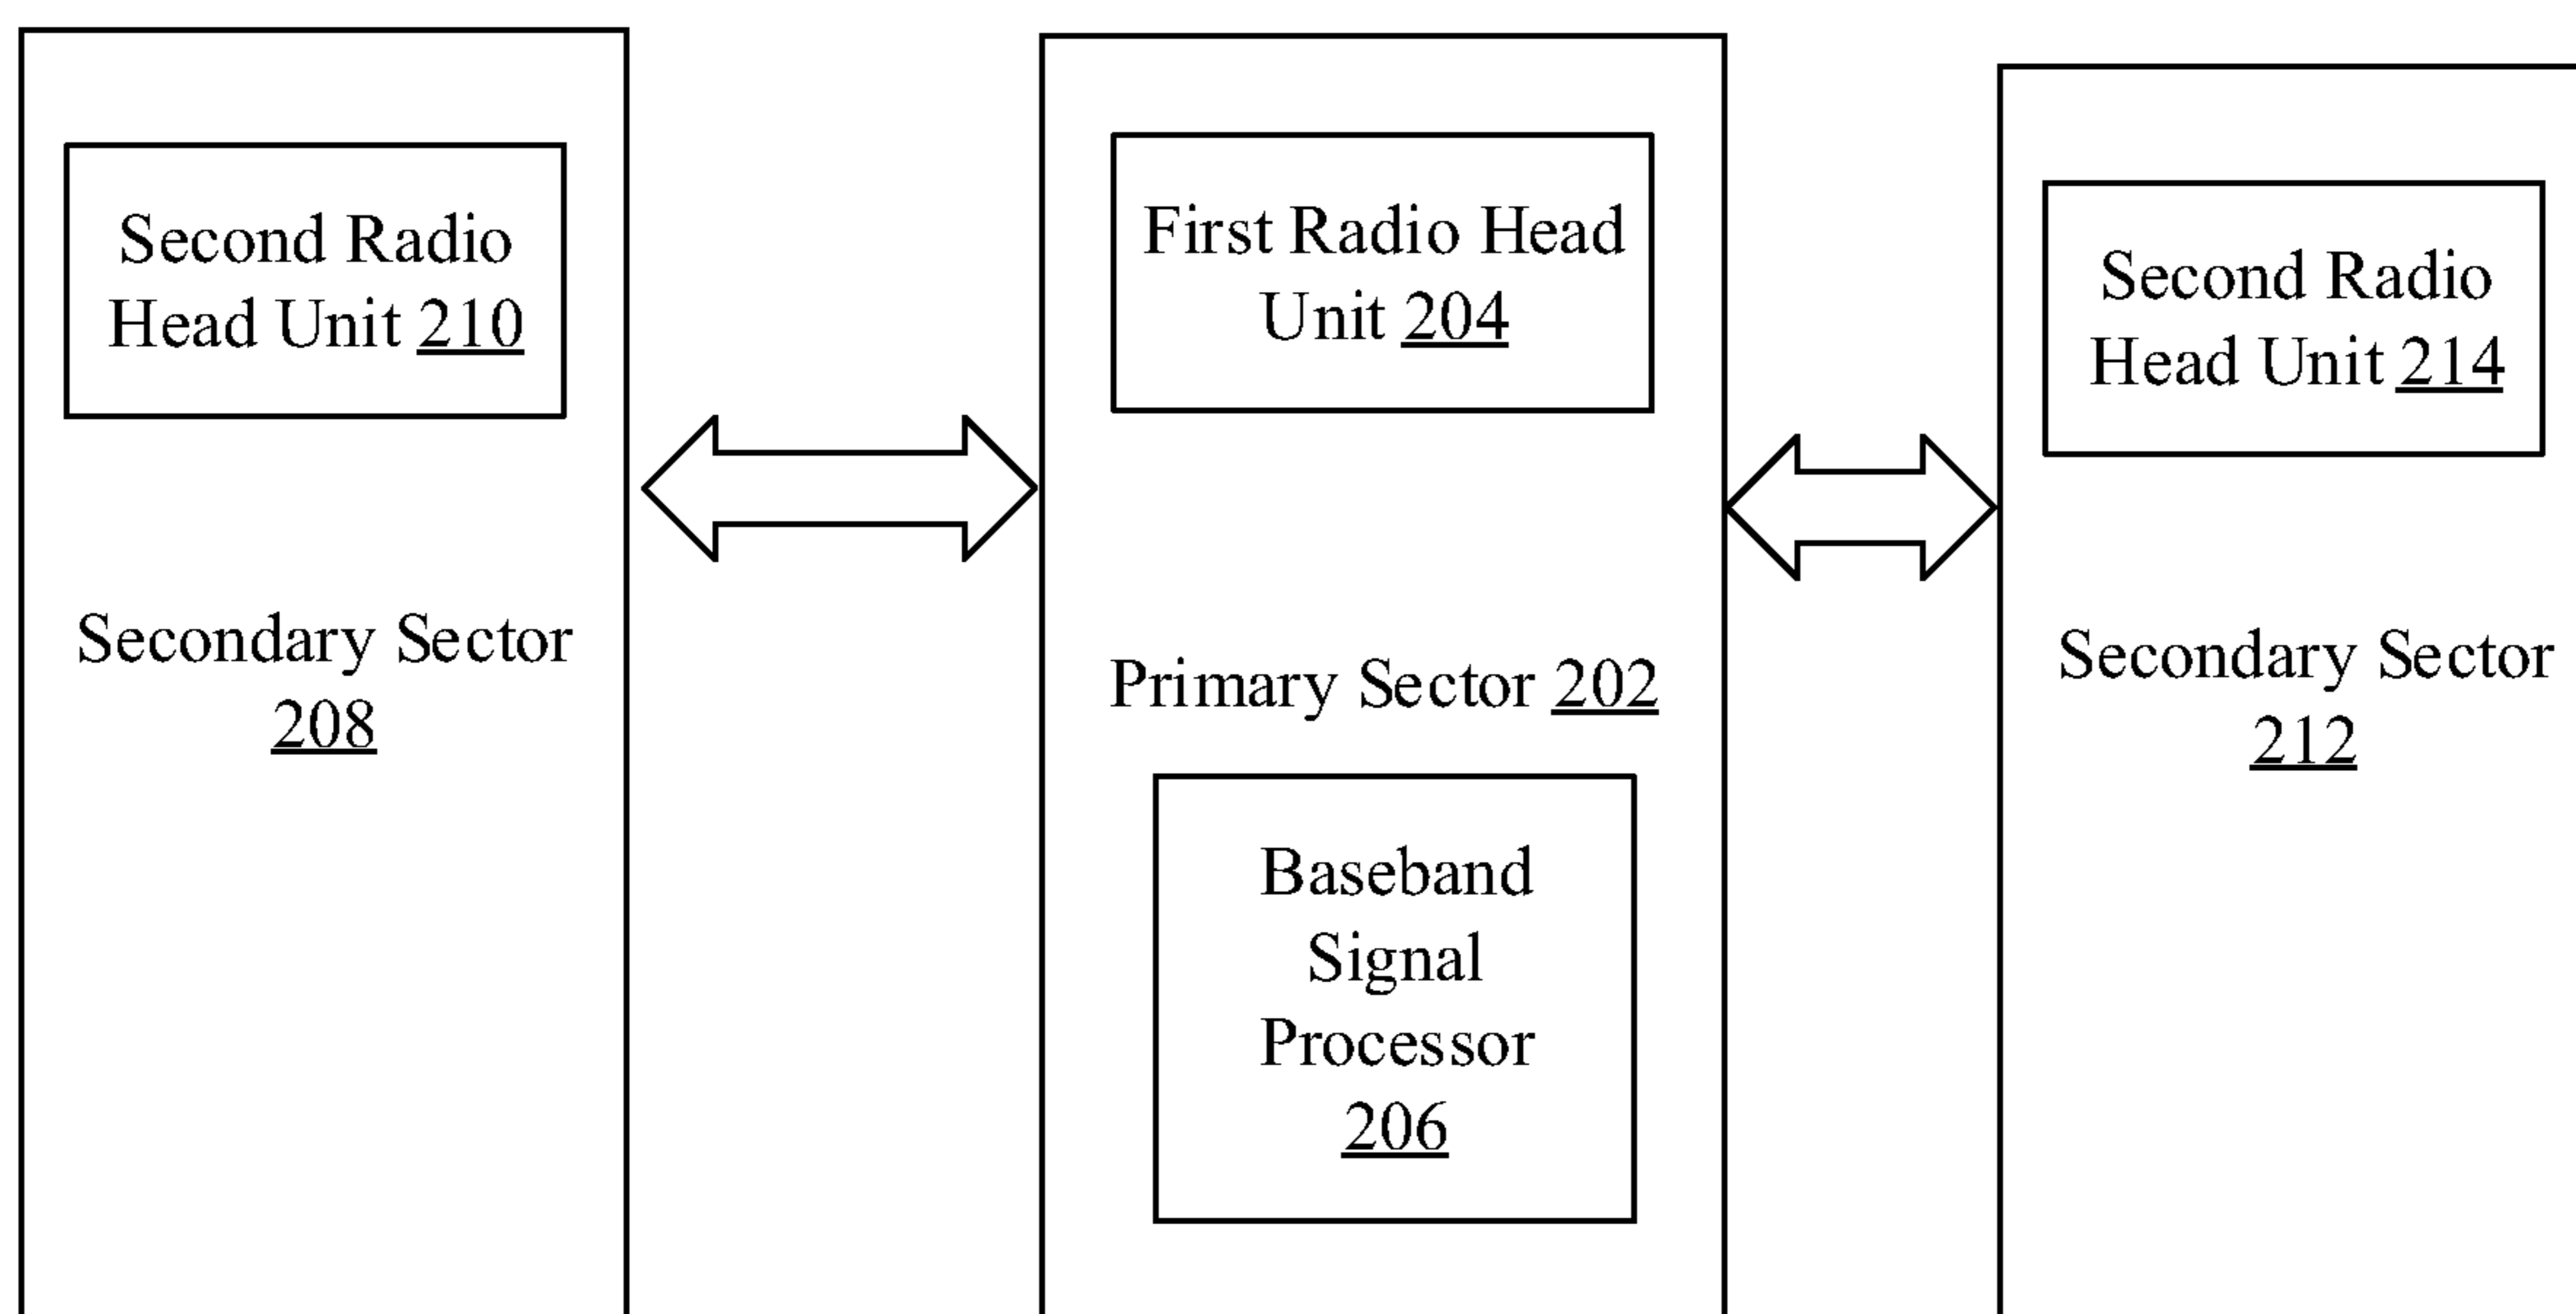 Second Radio
Head Unit 210
Secondary Sector
208
First Radio Head
Unit 204
Primary Sector 202
Baseband
Signal
Processor
206
Second Radio
Head Unit 214
Secondary Sector
212